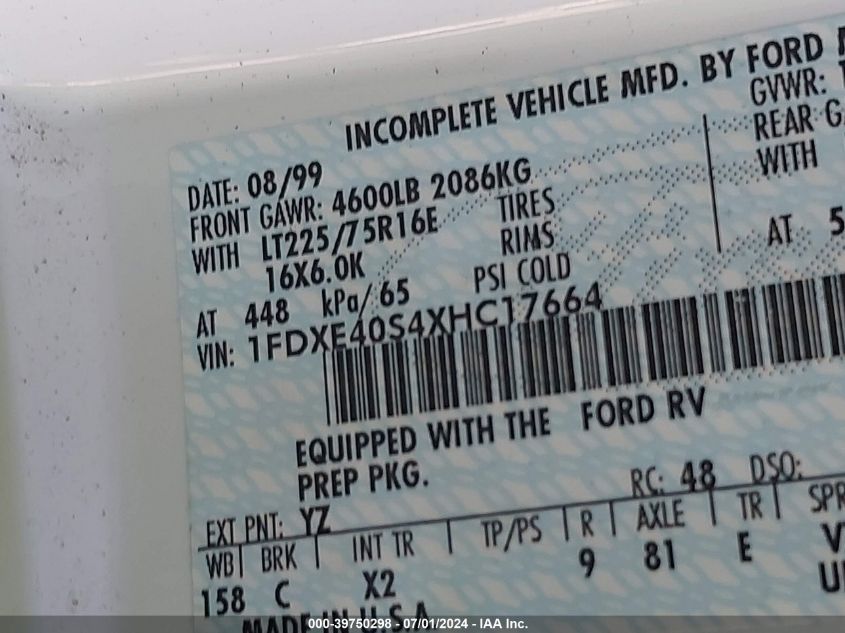 INCOMPLETE VEHICLE MFD. BY FORD
GVWR:
DATE: 08/99
REAR
FRONT GAWR: 4600LB 2086KG
WITH
WITH LT225/75R16E TIRES
16X6.0K RIMS
AT 5
AT 448 kPa/65 PSI COLD
VIN: 1FDXE40S4XHC17664
EQUIPPED WITH THE FORD RV
PREP PKG.
RC: 48 DSO:
EXT PNT: YZ
WB BRK INT TR TP/PS R AXLE TR SPR
158 C X2 9 81 E
MADE IN U.S.A.
000-39750298 - 07/01/2024 - IAA Inc.